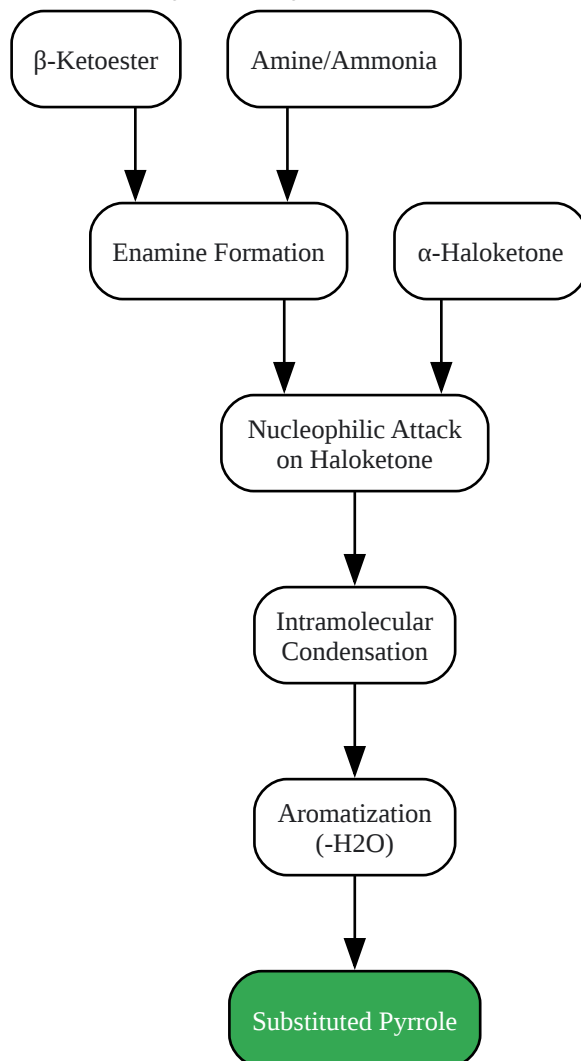 β-Ketoester
Amine/Ammonia
Enamine Formation
α-Haloketone
Nucleophilic Attack
on Haloketone
Intramolecular
Condensation
Aromatization
(-H2O)
Substituted Pyrrole